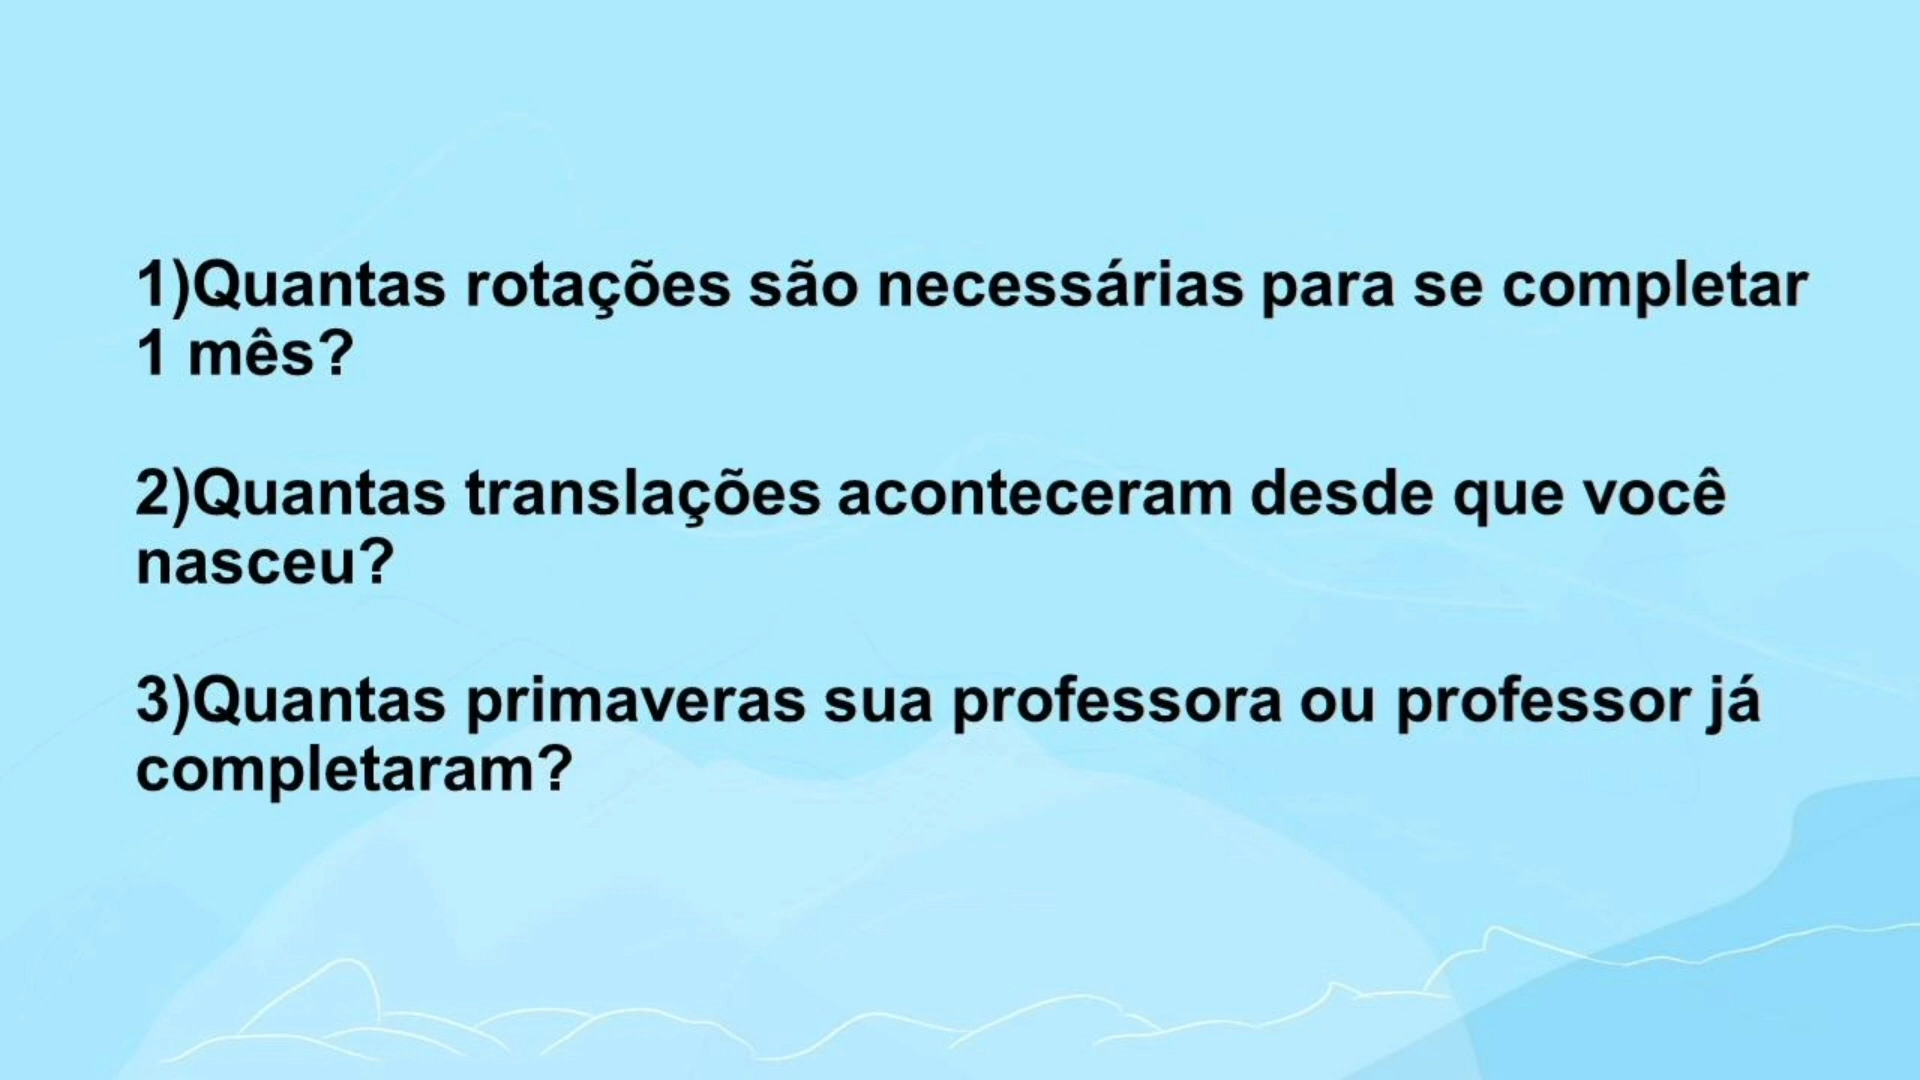 1)Quantas rotações são necessárias para se completar
1 mês?
2)Quantas translações aconteceram desde que você
nasceu?
3)Quantas primaveras sua professora ou professor já
completaram?